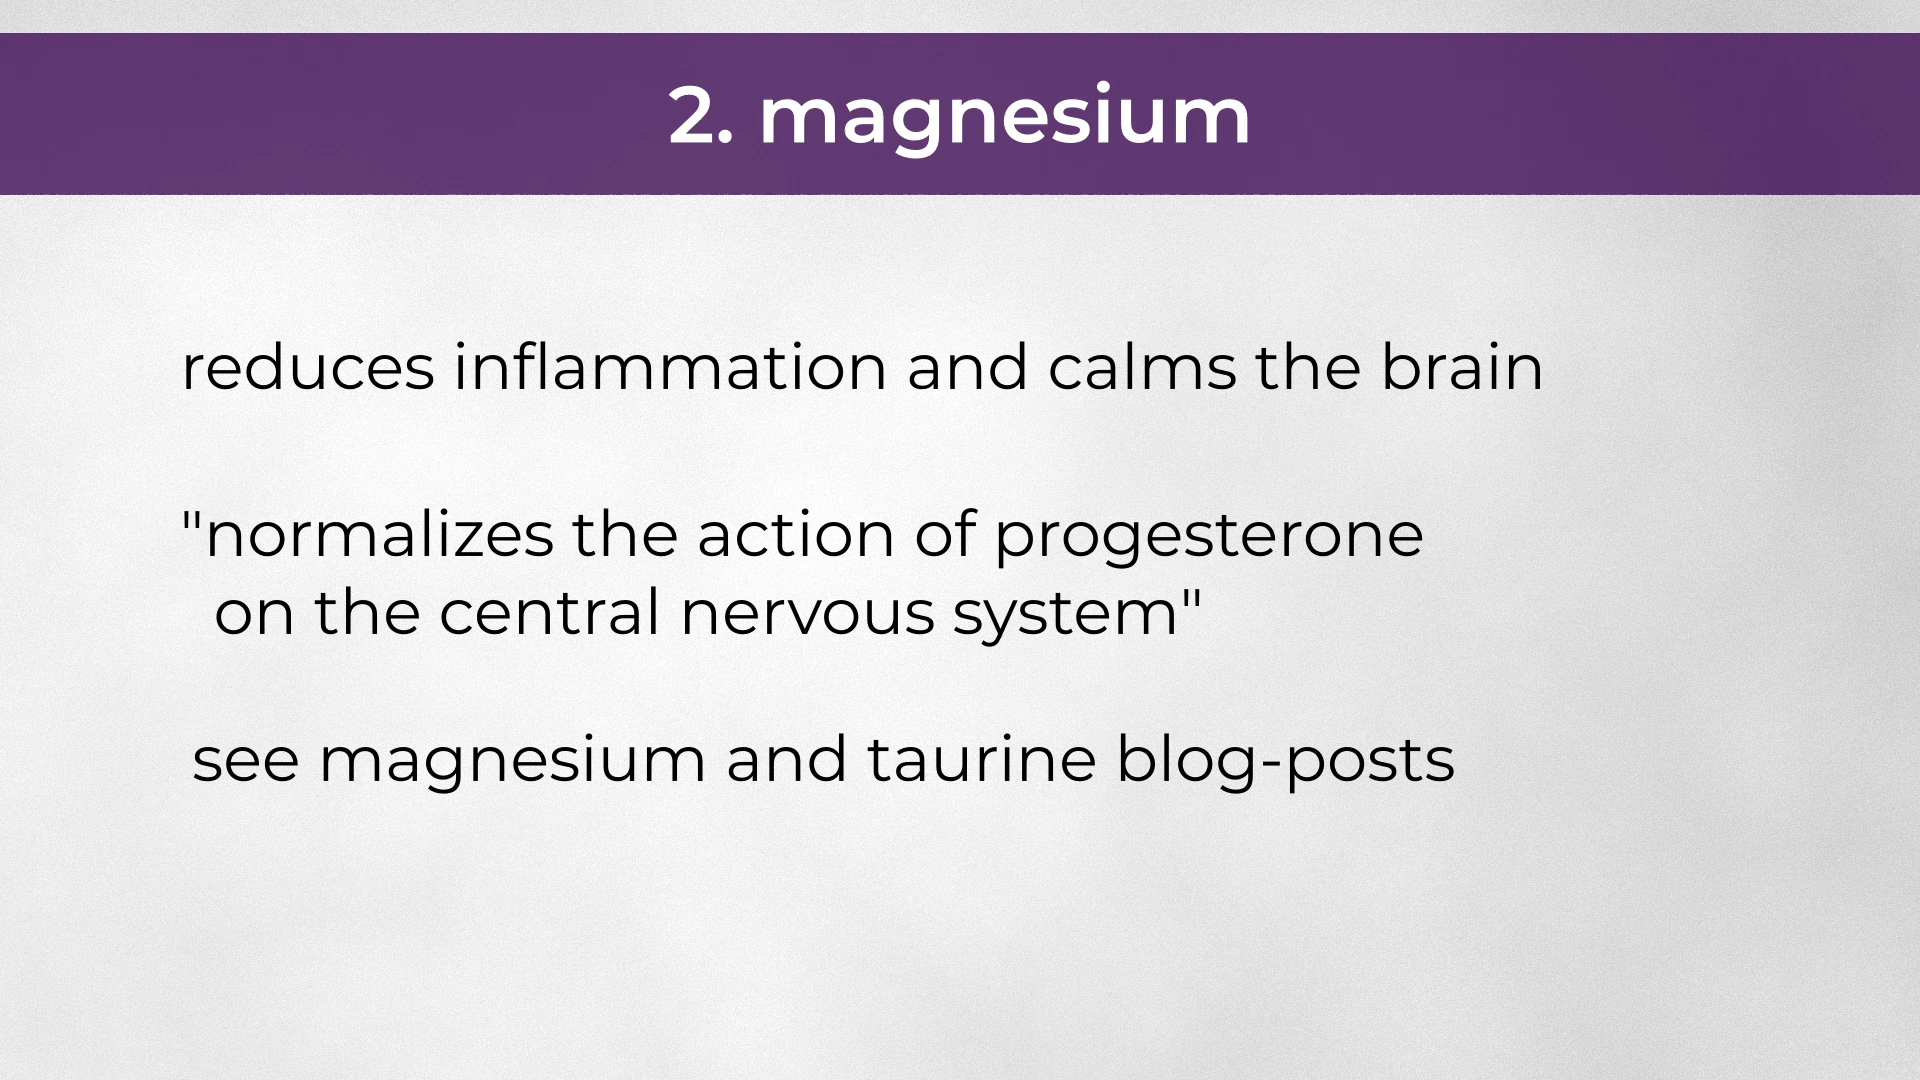 2. magnesium
reduces inflammation and calms the brain
"normalizes the action of progesterone
on the central nervous system"
see magnesium and taurine blog-posts